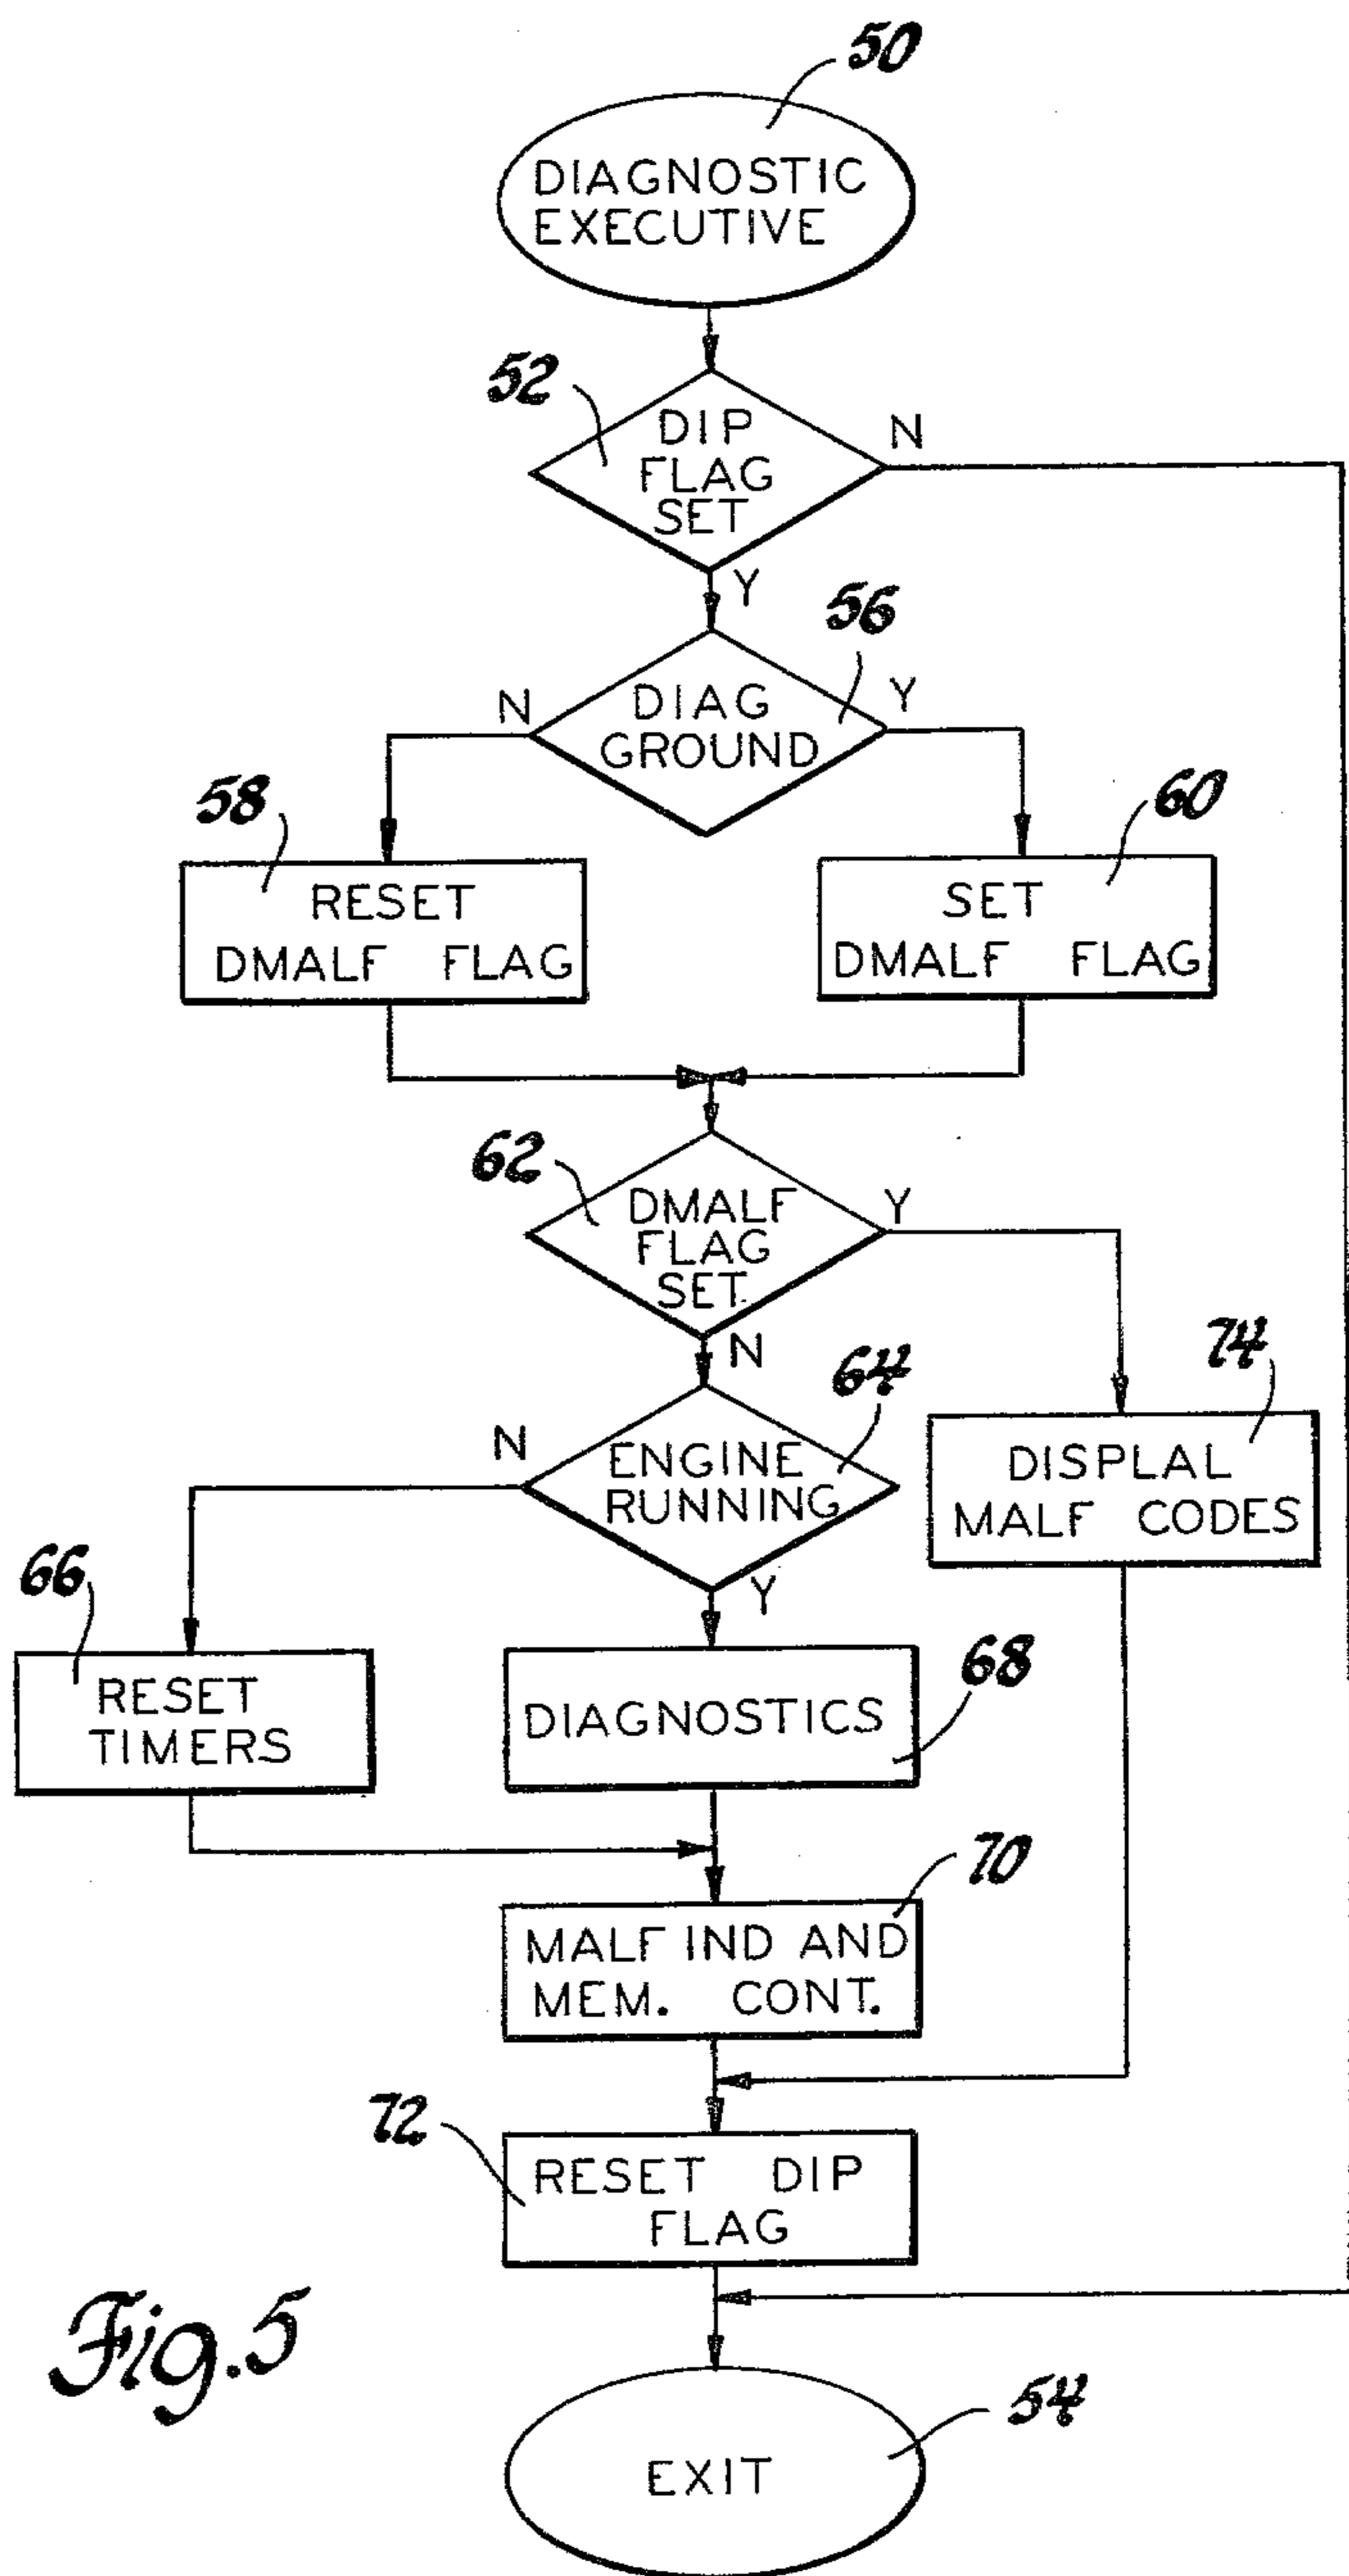 50
DIAGNOSTIC
EXECUTIVE
52
DIP
FLAG
SET
N
Y
56
N
DIAG
GROUND
Y
58
60
RESET
DMALF FLAG
SET
DMALF FLAG
62
DMALF
FLAG
SET
Y
N
64
74
N
ENGINE
RUNNING
Y
DISPLAL
MALF CODES
66
RESET
TIMERS
DIAGNOSTICS
68
70
MALF IND AND
MEM. CONT.
72
RESET DIP
FLAG
Fig. 5
54
EXIT